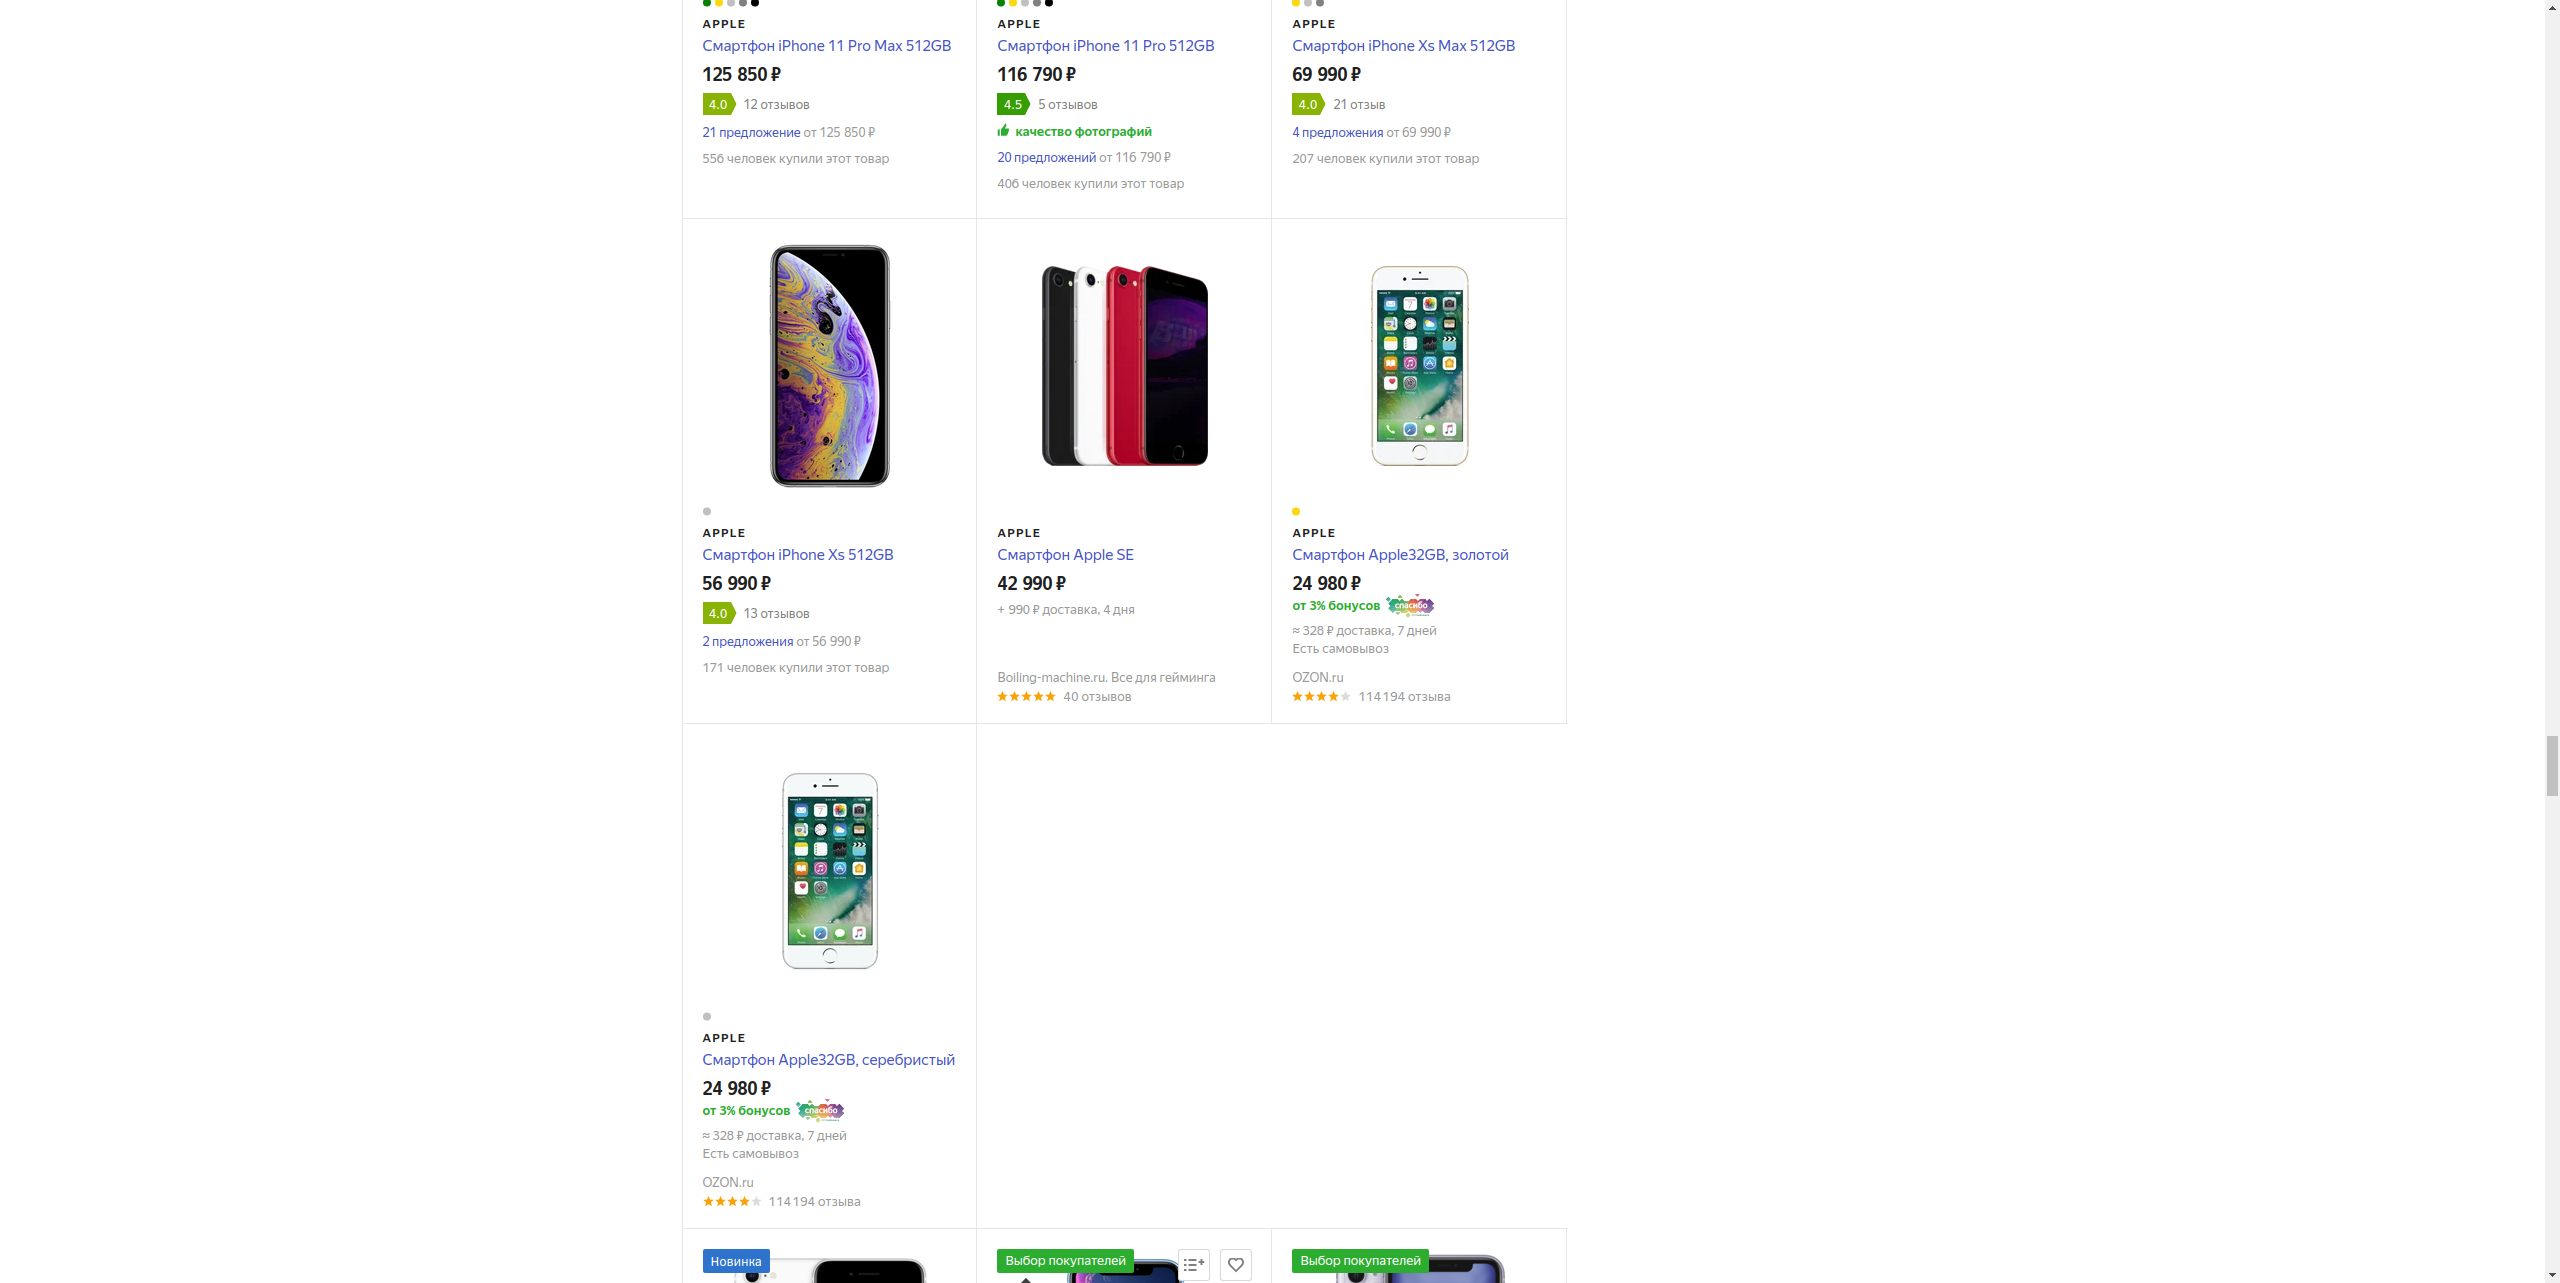 APPLE
Смартфон iPhone 11 Pro Max 512GB
125 850 ₽
4.0 12 отзывов
21 предложение от 125 850 ₽
556 человек купили этот товар
APPLE
Смартфон iPhone 11 Pro 512GB
116 790 ₽
4.5 5 отзывов
качество фотографий
20 предложений от 116 790 ₽
406 человек купили этот товар
APPLE
Смартфон iPhone Xs Max 512GB
69 990 ₽
4.0 21 отзыв
4 предложения от 69 990 ₽
207 человек купили этот товар
APPLE
Смартфон iPhone Xs 512GB
56 990 ₽
4.0 13 отзывов
2 предложения от 56 990 ₽
171 человек купили этот товар
APPLE
Смартфон Apple SE
42 990 ₽
+ 990 ₽ доставка, 4 дня
Boiling-machine.ru. Все для гейминга
40 отзывов
APPLE
Смартфон Apple32GB, золотой
24 980 ₽
от 3% бонусов спасибо
≈ 328 ₽ доставка, 7 дней
Есть самовывоз
OZON.ru
114 194 отзыва
APPLE
Смартфон Apple32GB, серебристый
24 980 ₽
от 3% бонусов спасибо
≈ 328 ₽ доставка, 7 дней
Есть самовывоз
OZON.ru
114 194 отзыва
Новинка
Выбор покупателей
Выбор покупателей